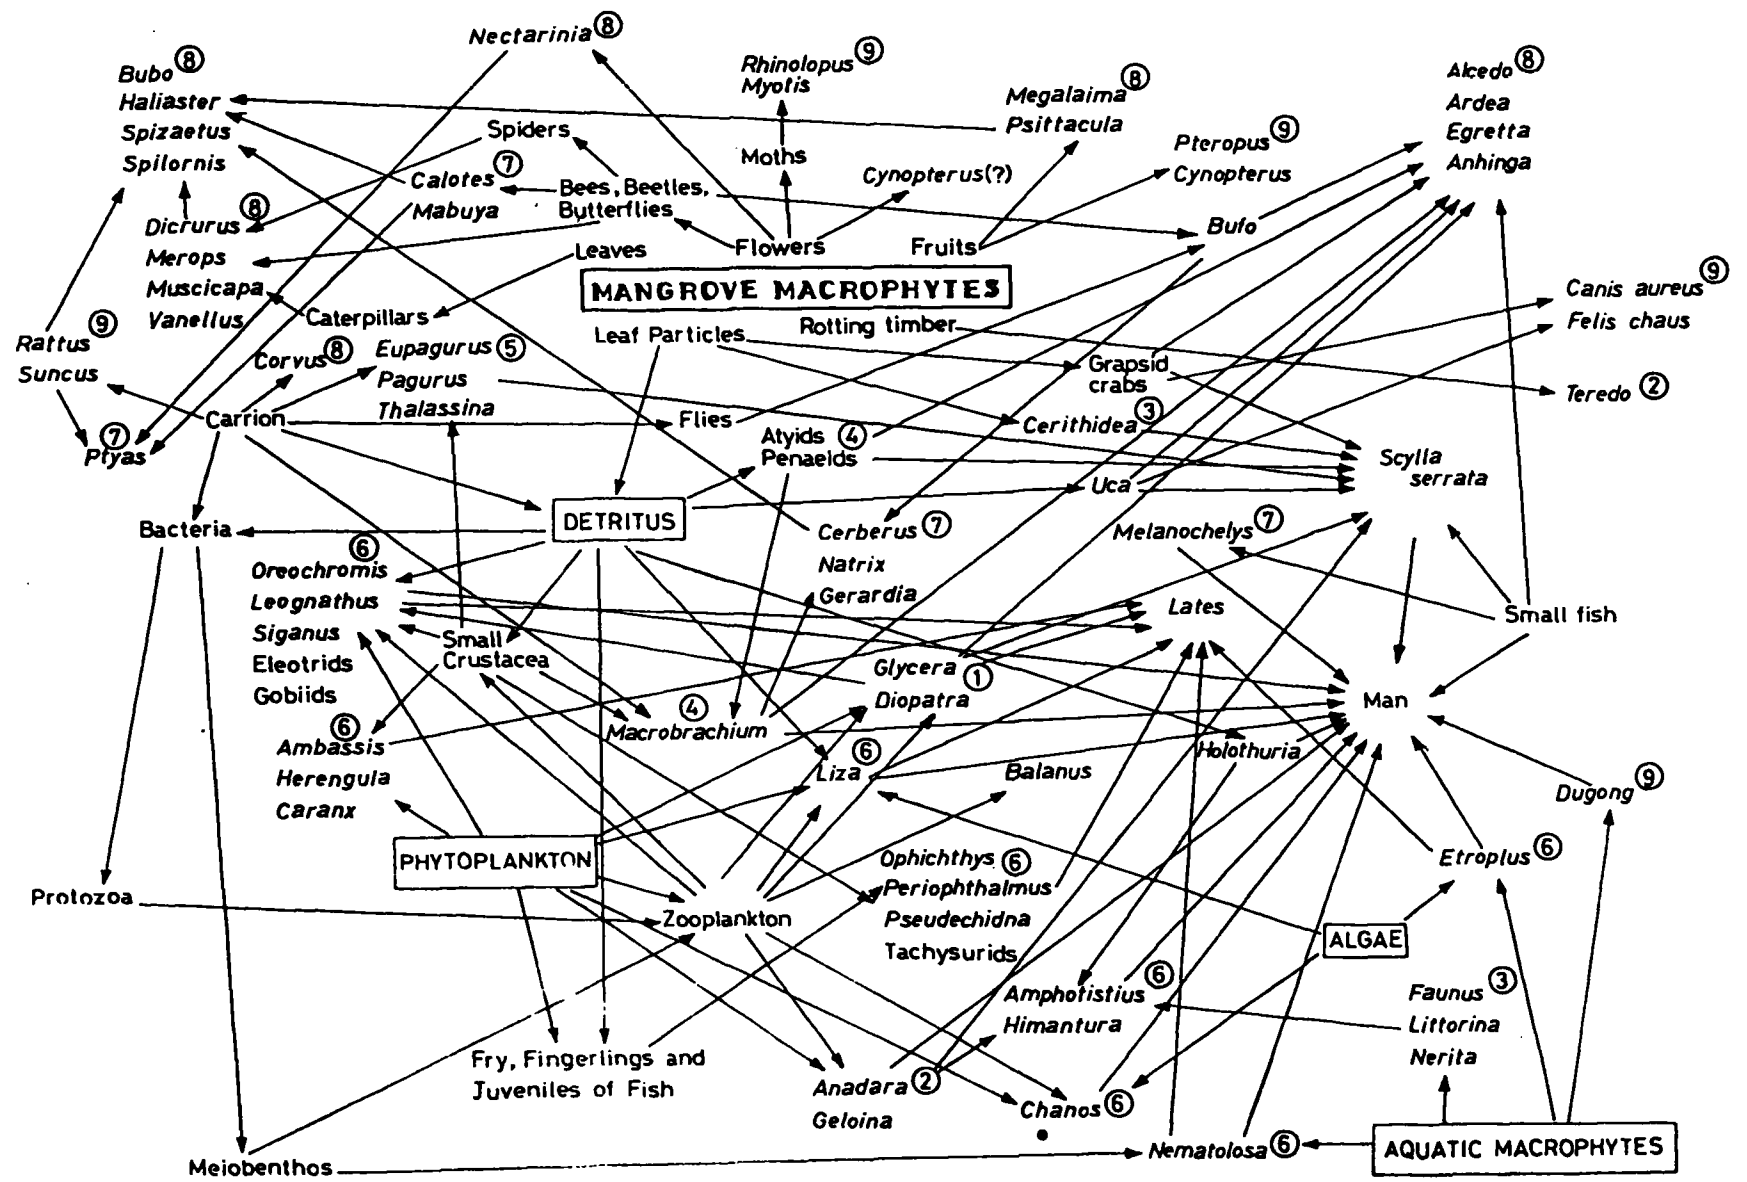 Nectarinia ⑧
Bubo ⑧
Haliaster
Spizaetus
Spilornis
Rhinolopus ⑨
Myotis
Megalaima ⑧
Psittacula
Alcedo ⑧
Ardea
Egretta
Anhinga
Spiders
Moths
Pteropus ⑨
Cynopterus
Calotes ⑦
Mabuya
Bees, Beetles,
Butterflies
Cynopterus(?)
Dicrurus ⑧
Merops
Muscicapa
Vanellus
Leaves
Flowers
Fruits
Bufo
MANGROVE MACROPHYTES
Canis aureus ⑨
Felis chaus
Caterpillars
Leaf Particles
Rotting timber
Rattus ⑨
Suncus
Corvus ⑧
Eupagurus ⑤
Pagurus
Thalassina
Grapsid
crabs
Teredo ②
Carrion
Flies
Cerithidea ③
Atyids ④
Penaeids
Ptyas ⑦
Scylla
serrata
Uca
Bacteria
DETRITUS
Cerberus ⑦
Natrix
Gerardia
Melanochelys ⑦
⑥
Oreochromis
Leognathus
Siganus
Eleotrids
Gobiids
Small
Crustacea
Lates
Small fish
Glycera
Diopatra ①
Man
④
Macrobrachium
⑥
Ambassis
Herengula
Caranx
Liza ⑥
Balanus
Holothuria
Dugong ⑨
PHYTOPLANKTON
Ophichthys ⑥
Periophthalmus
Pseudechidna
Tachysurids
Etroplus ⑥
Protozoa
Zooplankton
ALGAE
Amphotistius ⑥
Himantura
Faunus ③
Littorina
Nerita
Fry, Fingerlings and
Juveniles of Fish
Anadara ②
Geloina
Chanos ⑥
Meiobenthos
Nematolosa ⑥
AQUATIC MACROPHYTES